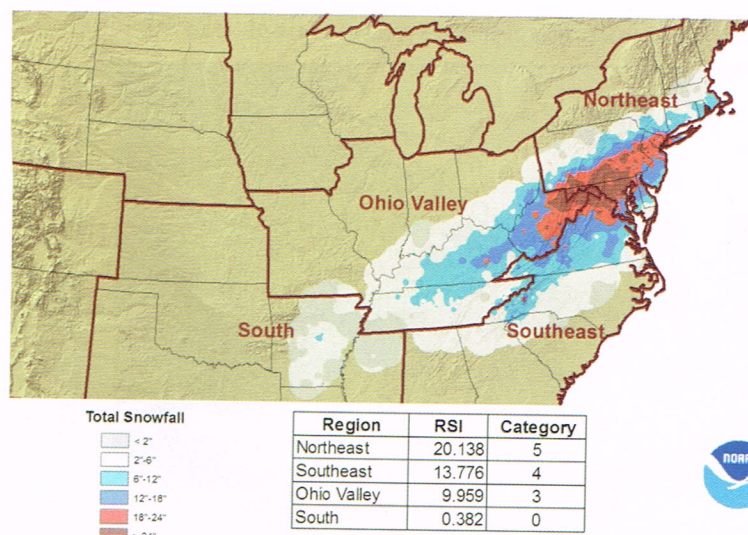 Northeast
Ohio Valley
South
Southeast
Total Snowfall
< 2"
2"-6"
6"-12"
12"-18"
18"-24"
Region RSI Category
Northeast 20.138 5
Southeast 13.776 4
Ohio Valley 9.959 3
South 0.382 0